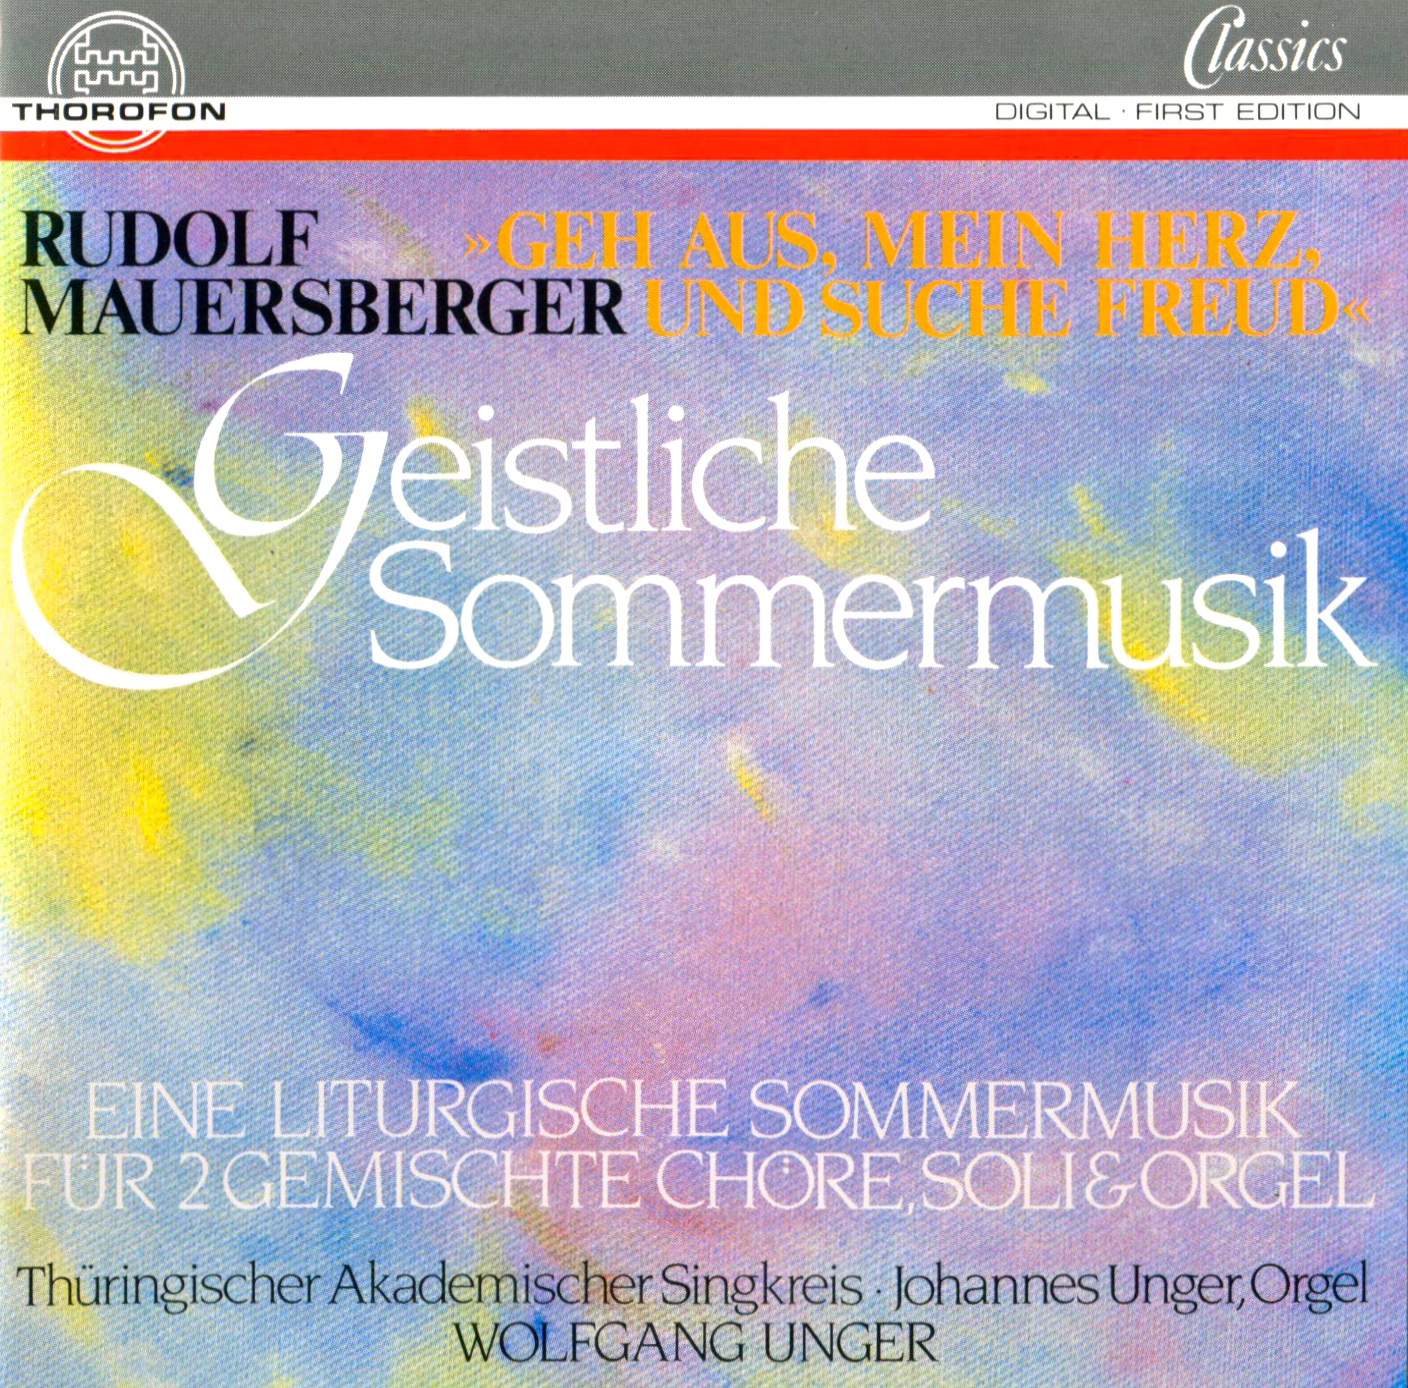 Classics
THOROFON
DIGITAL · FIRST EDITION
RUDOLF
MAUERSBERGER
»GEH AUS, MEIN HERZ,
UND SUCHE FREUD«
Geistliche
Sommermusik
EINE LITURGISCHE SOMMERMUSIK
FÜR 2 GEMISCHTE CHÖRE, SOLI & ORGEL
Thüringischer Akademischer Singkreis · Johannes Unger, Orgel
WOLFGANG UNGER